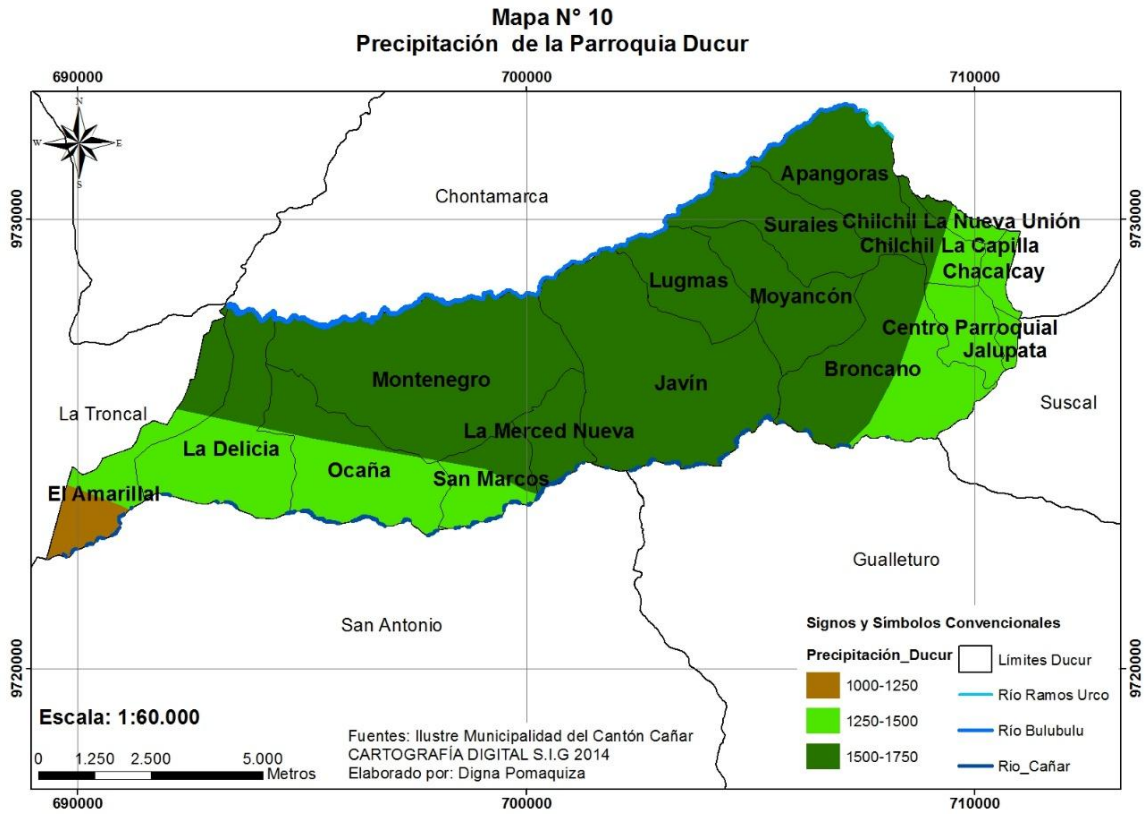 Mapa N° 10
Precipitación de la Parroquia Ducur
690000
700000
710000
N
W
E
S
9730000
9730000
Chontamarca
Apangoras
Surales
Chilchil La Nueva Unión
Chilchil La Capilla
Lugmas
Chacalcay
Moyancón
Centro Parroquial
Jalupata
Montenegro
Javín
Broncano
La Troncal
Suscal
La Merced Nueva
La Delicia
Ocaña
San Marcos
El Amarillal
Gualleturo
San Antonio
9720000
9720000
Signos y Símbolos Convencionales
Precipitación_Ducur
1000-1250
1250-1500
1500-1750
Límites Ducur
Río Ramos Urco
Río Bulubulu
Rio_Cañar
Escala: 1:60.000
0 1.250 2.500 5.000
Metros
Fuentes: Ilustre Municipalidad del Cantón Cañar
CARTOGRAFÍA DIGITAL S.I.G 2014
Elaborado por: Digna Pomaquiza
690000
700000
710000